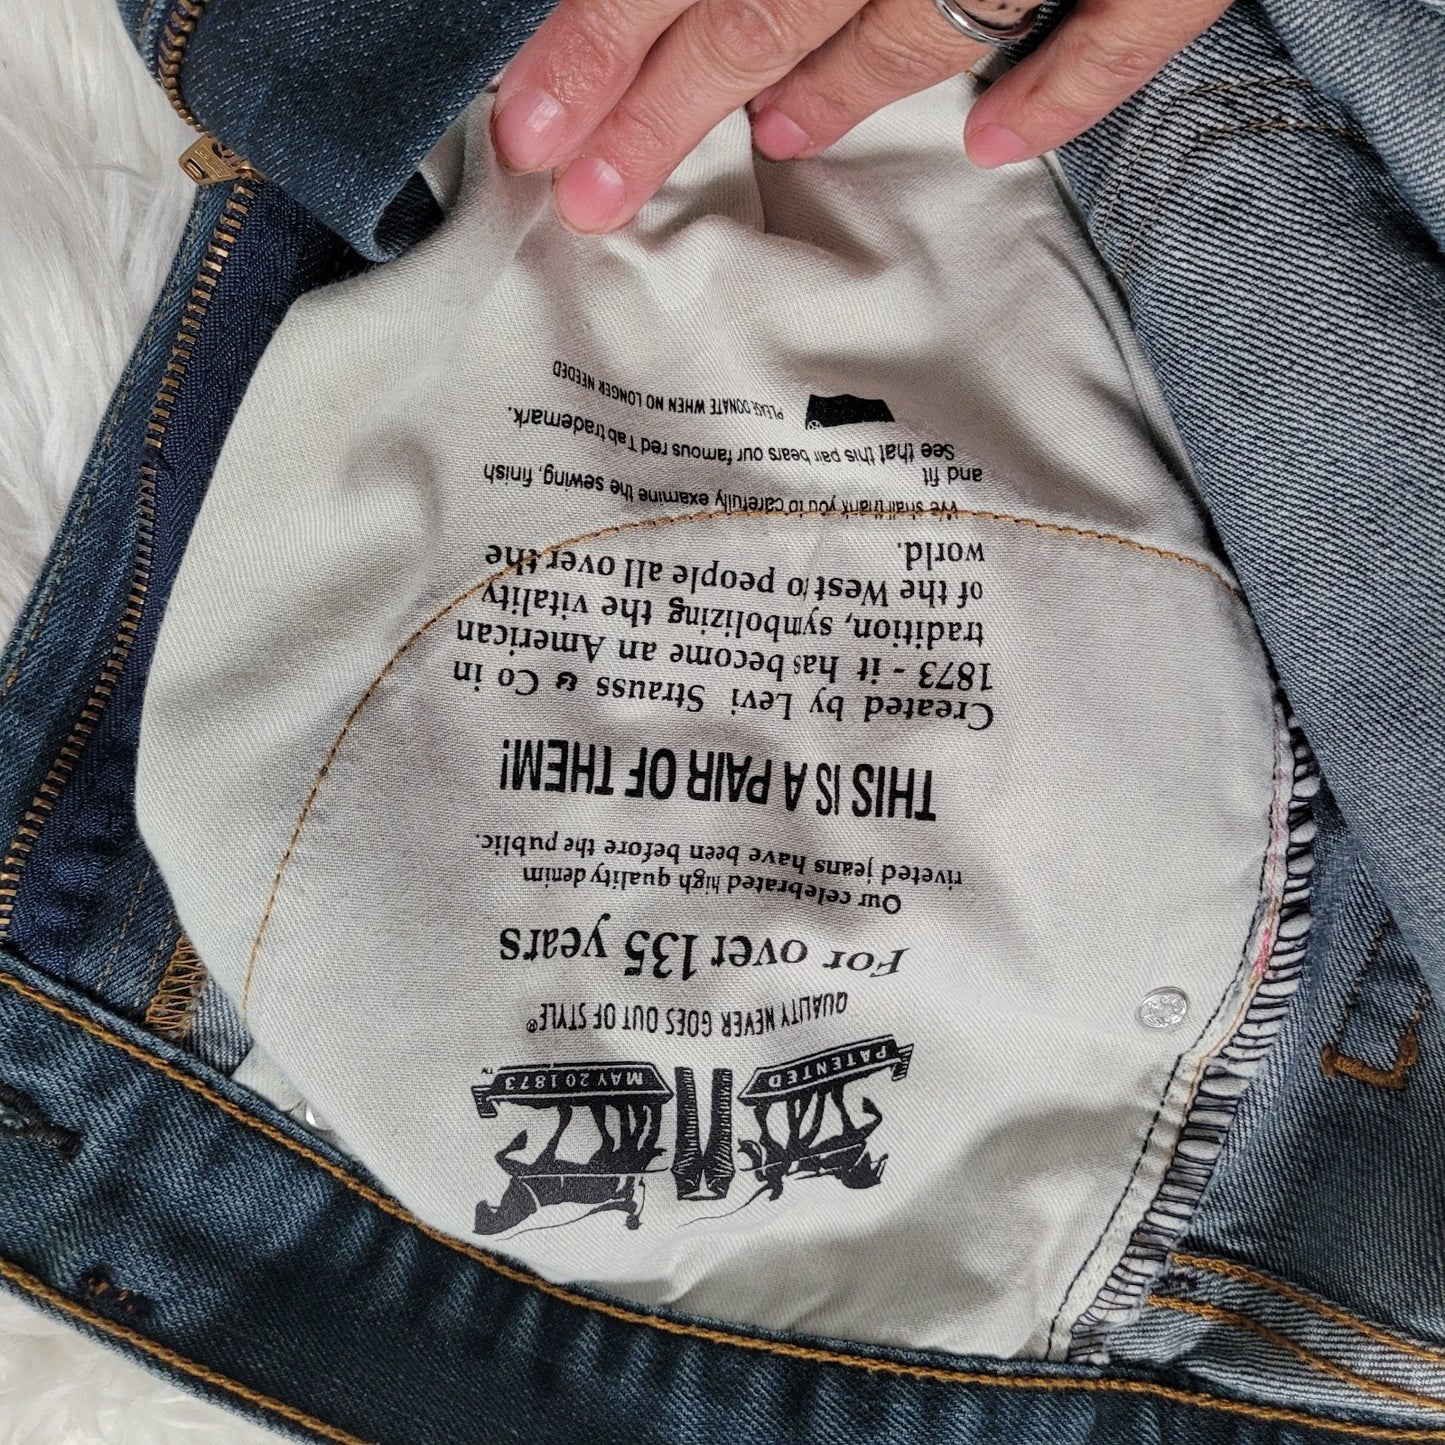 PATENTED MAY 20 1873
QUALITY NEVER GOES OUT OF STYLE®
For over 135 years
Our celebrated high quality denim
riveted jeans have been before the public.
THIS IS A PAIR OF THEM!
Created by Levi Strauss & Co in
1873 - it has become an American
tradition, symbolizing the vitality
of the West to people all over the
world.
We shall thank you to carefully examine the sewing, finish
and fit
See that this pair bears our famous red Tab trademark.
PLEASE DONATE WHEN NO LONGER NEEDED